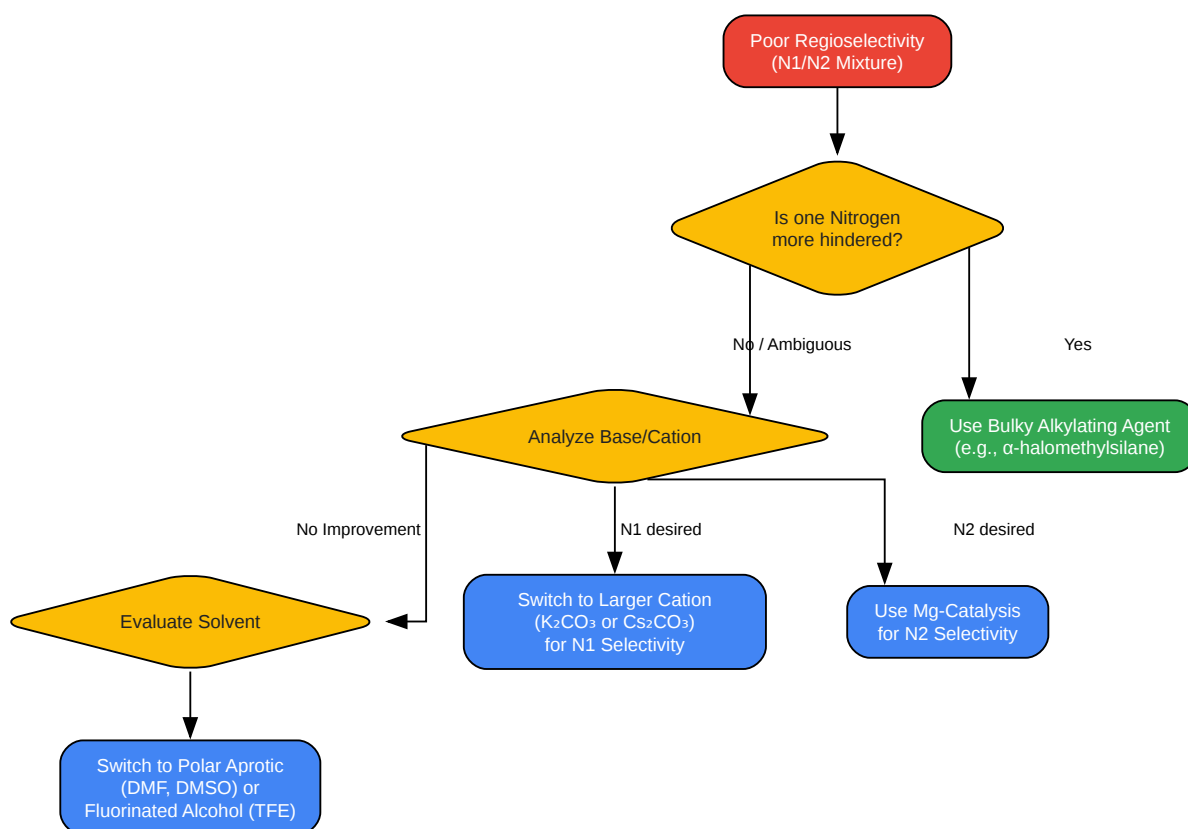 Poor Regioselectivity
(N1/N2 Mixture)
Is one Nitrogen
more hindered?
No / Ambiguous
Yes
Use Bulky Alkylating Agent
(e.g., α-halomethylsilane)
Analyze Base/Cation
No Improvement
N1 desired
N2 desired
Evaluate Solvent
Switch to Larger Cation
(K₂CO₃ or Cs₂CO₃)
for N1 Selectivity
Use Mg-Catalysis
for N2 Selectivity
Switch to Polar Aprotic
(DMF, DMSO) or
Fluorinated Alcohol (TFE)